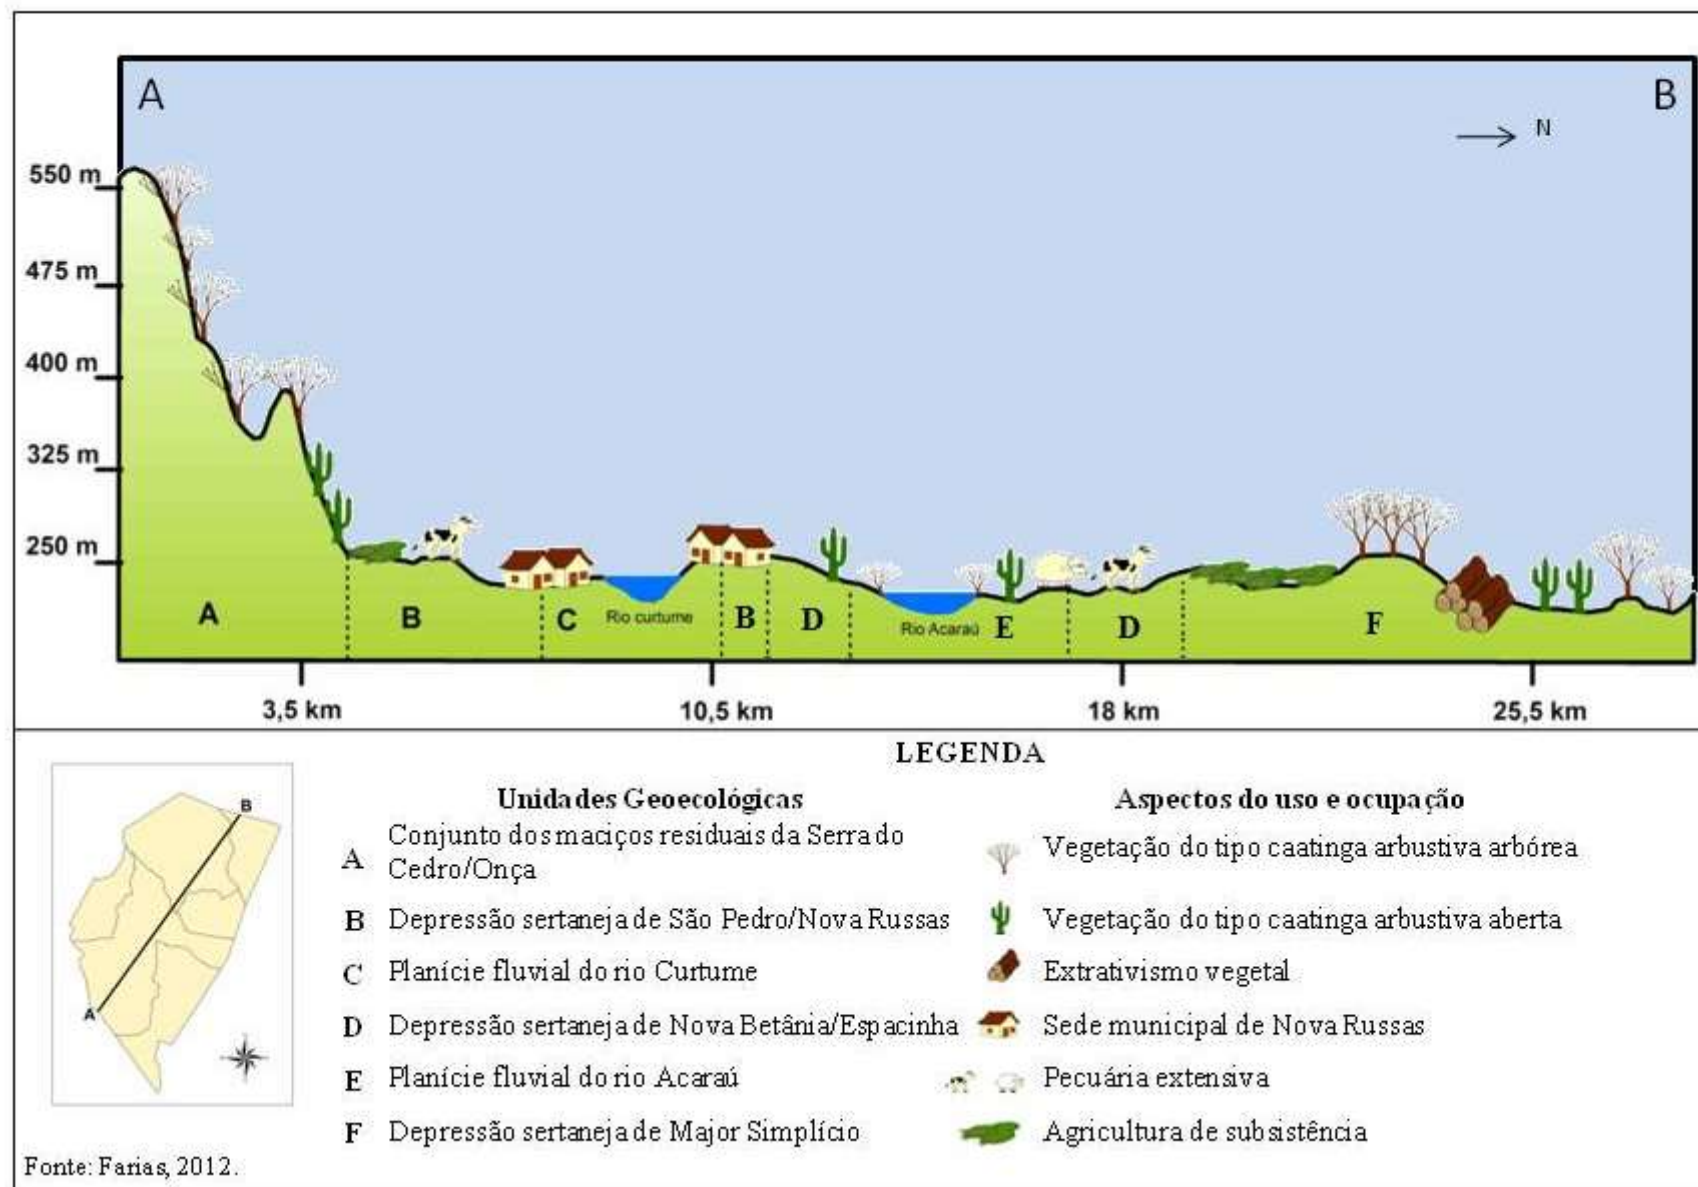 A
B
N
550 m
475 m
400 m
325 m
250 m
A
B
C
Rio curtume
B
D
Rio Acaraú
E
D
F
3,5 km
10,5 km
18 km
25,5 km
LEGENDA
B
A
Unidades Geoecológicas
A Conjunto dos maciços residuais da Serra do
Cedro/Onça
B Depressão sertaneja de São Pedro/Nova Russas
C Planície fluvial do rio Curtume
D Depressão sertaneja de Nova Betânia/Espacinha
E Planície fluvial do rio Acaraú
F Depressão sertaneja de Major Simplício
Aspectos do uso e ocupação
Vegetação do tipo caatinga arbustiva arbórea
Vegetação do tipo caatinga arbustiva aberta
Extrativismo vegetal
Sede municipal de Nova Russas
Pecuária extensiva
Agricultura de subsistência
Fonte: Farias, 2012.